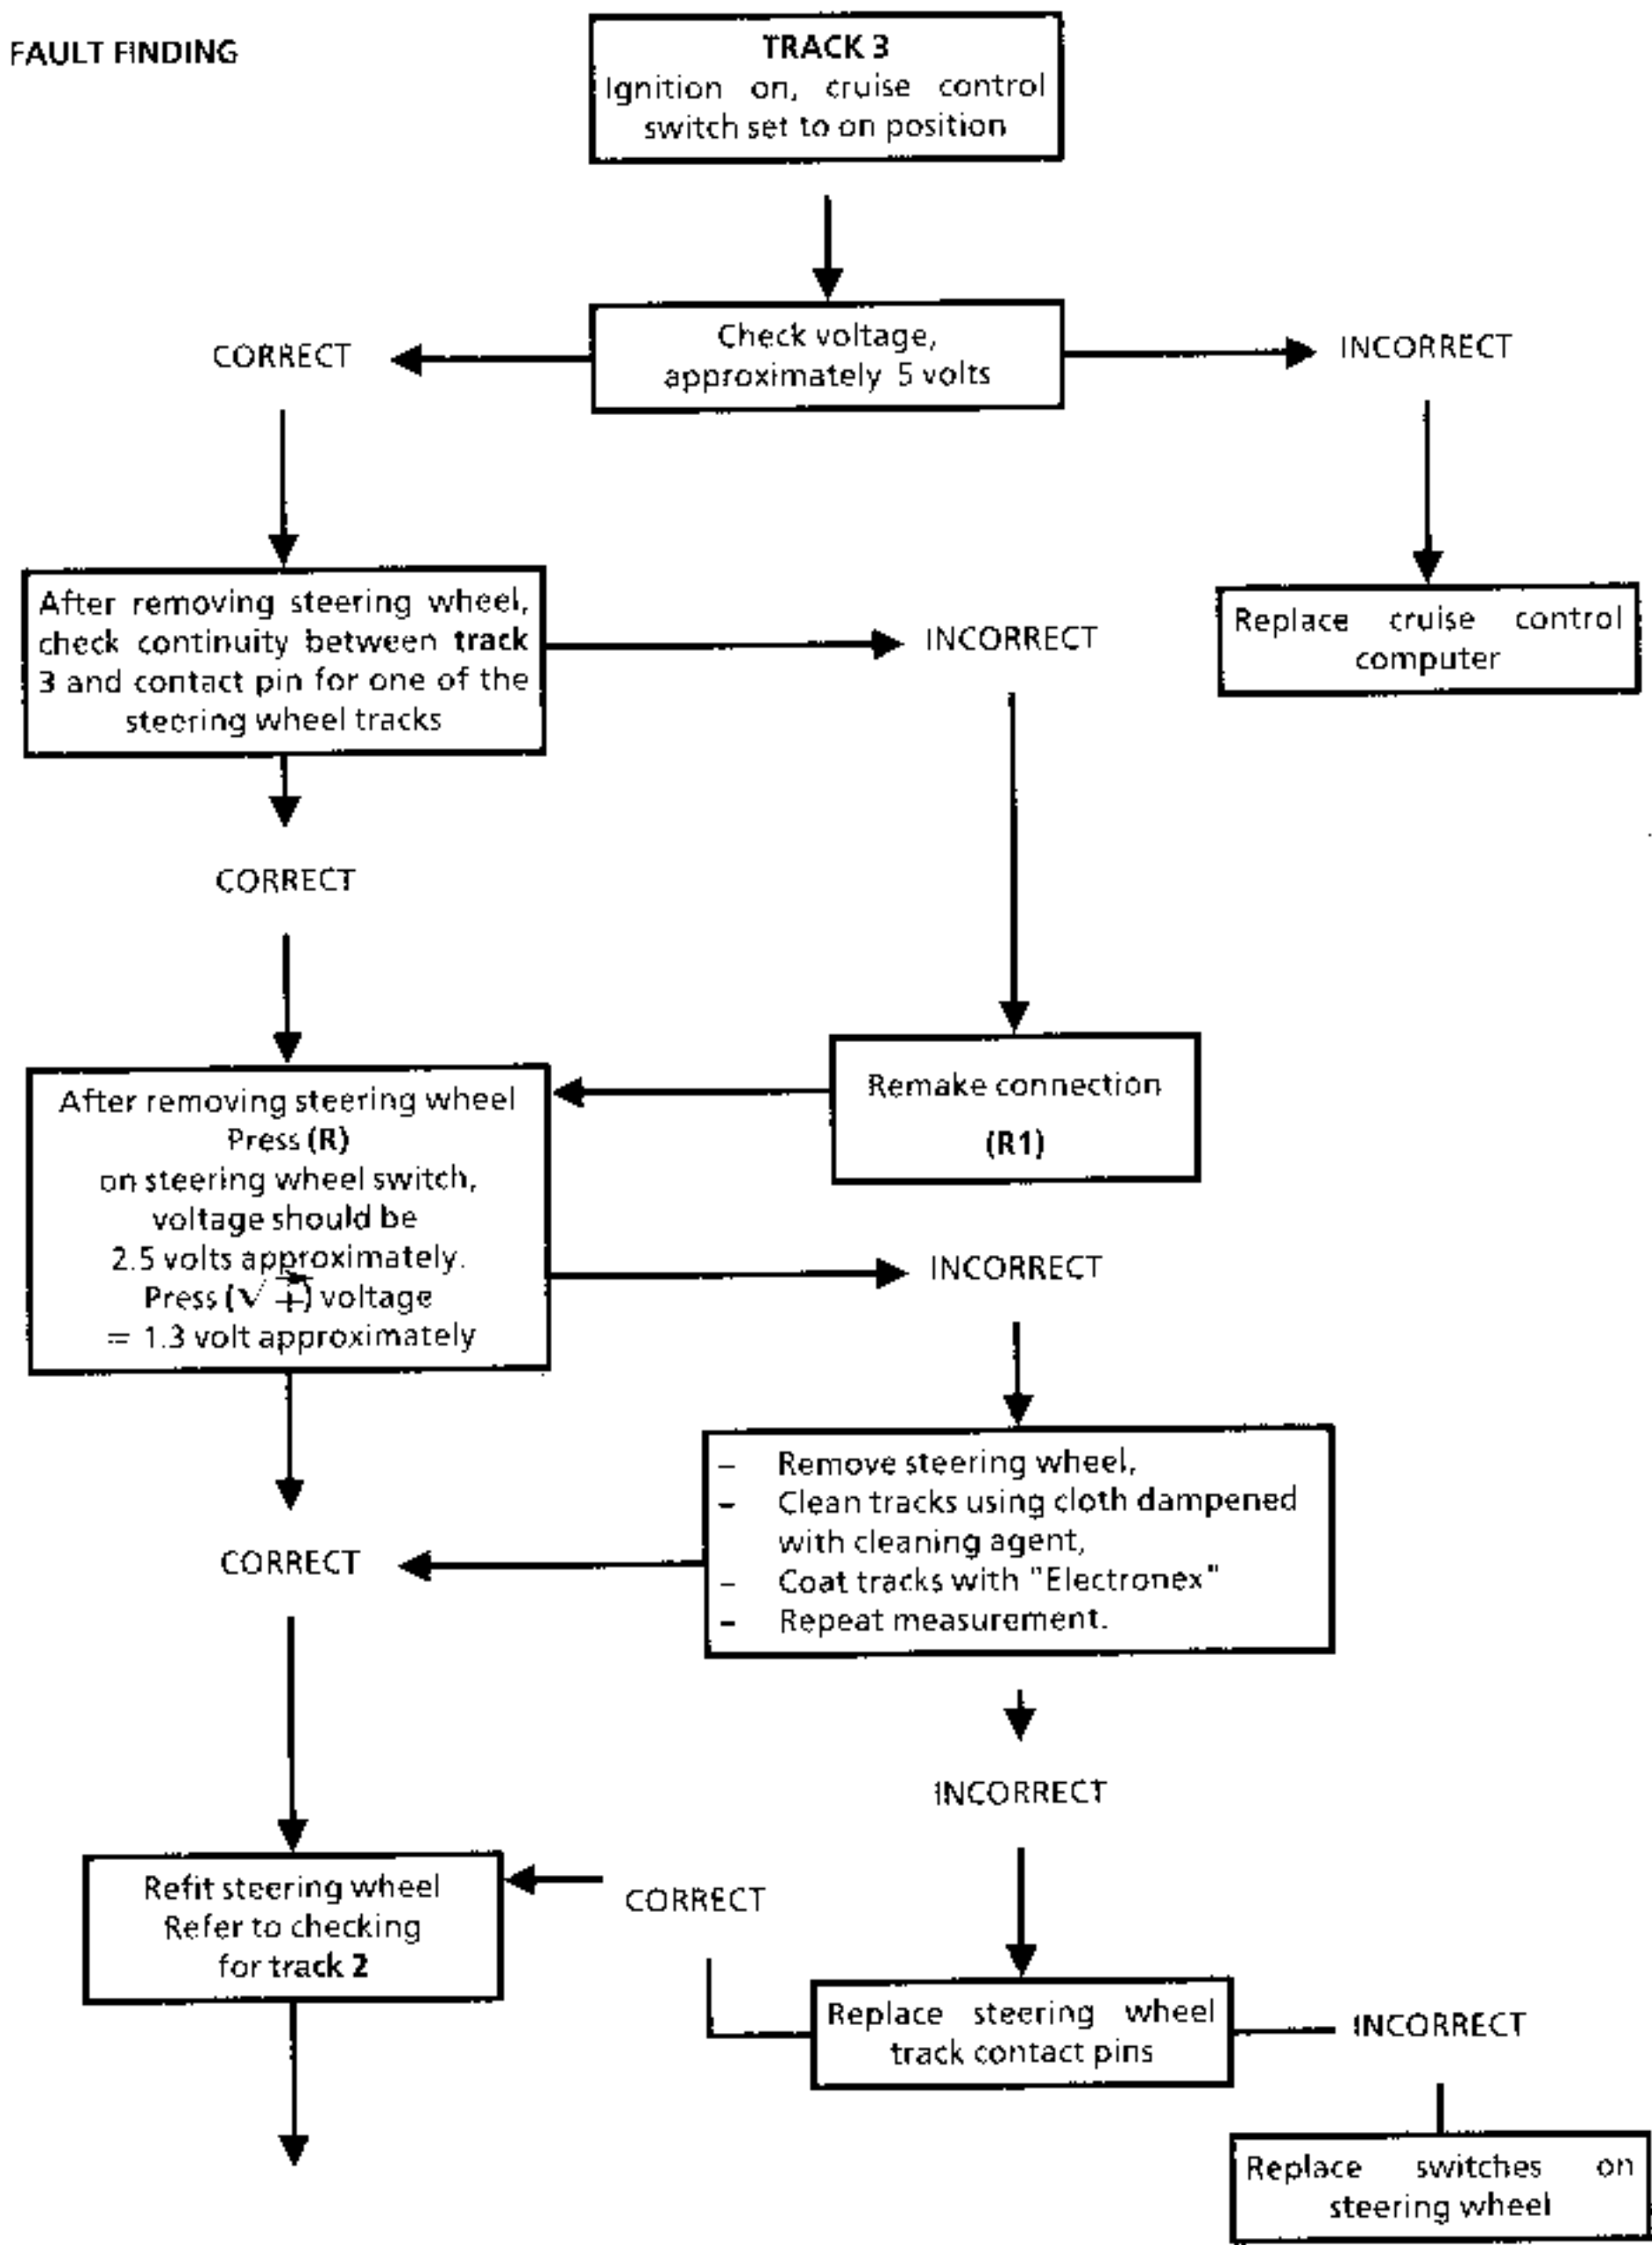 FAULT FINDING
TRACK 3
Ignition on, cruise control
switch set to on position
CORRECT
Check voltage,
approximately 5 volts
INCORRECT
After removing steering wheel,
check continuity between track
3 and contact pin for one of the
steering wheel tracks
INCORRECT
Replace cruise control
computer
CORRECT
After removing steering wheel
Press (R)
on steering wheel switch,
voltage should be
2.5 volts approximately.
Press (√ +) voltage
= 1.3 volt approximately
Remake connection
(R1)
INCORRECT
– Remove steering wheel,
– Clean tracks using cloth dampened
with cleaning agent,
– Coat tracks with "Electronex"
– Repeat measurement.
CORRECT
INCORRECT
Refit steering wheel
Refer to checking
for track 2
CORRECT
Replace steering wheel
track contact pins
INCORRECT
Replace switches on
steering wheel